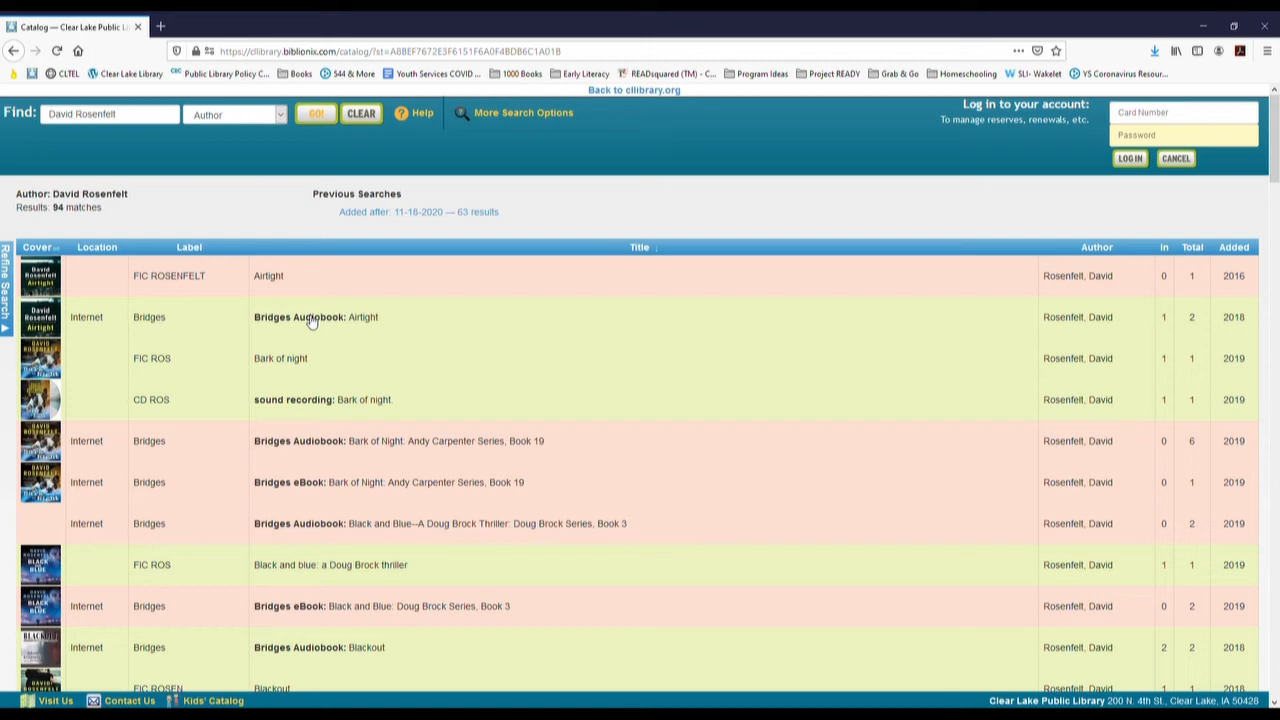 Catalog — Clear Lake Public Li
https://cllibrary.biblionix.com/catalog/?st=A8BEF7672E3F6151F6A0F4BDB6C1A01B
CLTEL Clear Lake Library Public Library Policy C... Books 544 & More Youth Services COVID ... 1000 Books Early Literacy READsquared (TM) - C... Program Ideas Project READY Grab & Go Homeschooling SLI- Wakelet YS Coronavirus Resour...
Back to cllibrary.org
Find: David Rosenfelt Author GO! CLEAR Help More Search Options
Log in to your account:
To manage reserves, renewals, etc.
Card Number
Password
LOG IN CANCEL
Author: David Rosenfelt
Results: 94 matches
Previous Searches
Added after: 11-16-2020 — 63 results
Refine Search
Cover Location Label Title Author In Total Added
FIC ROSENFELT Airtight Rosenfelt, David 0 1 2016
Internet Bridges Bridges Audiobook: Airtight Rosenfelt, David 1 2 2018
FIC ROS Bark of night Rosenfelt, David 1 1 2019
CD ROS sound recording: Bark of night. Rosenfelt, David 1 1 2019
Internet Bridges Bridges Audiobook: Bark of Night: Andy Carpenter Series, Book 19 Rosenfelt, David 0 6 2019
Internet Bridges Bridges eBook: Bark of Night: Andy Carpenter Series, Book 19 Rosenfelt, David 0 1 2019
Internet Bridges Bridges Audiobook: Black and Blue--A Doug Brock Thriller: Doug Brock Series, Book 3 Rosenfelt, David 0 2 2019
FIC ROS Black and blue: a Doug Brock thriller Rosenfelt, David 1 1 2019
Internet Bridges Bridges eBook: Black and Blue: Doug Brock Series, Book 3 Rosenfelt, David 0 2 2019
Internet Bridges Bridges Audiobook: Blackout Rosenfelt, David 2 2 2018
FIC ROSEN Blackout Rosenfelt, David 1 1 2018
Visit Us Contact Us Kids' Catalog
Clear Lake Public Library 200 N. 4th St., Clear Lake, IA 50428